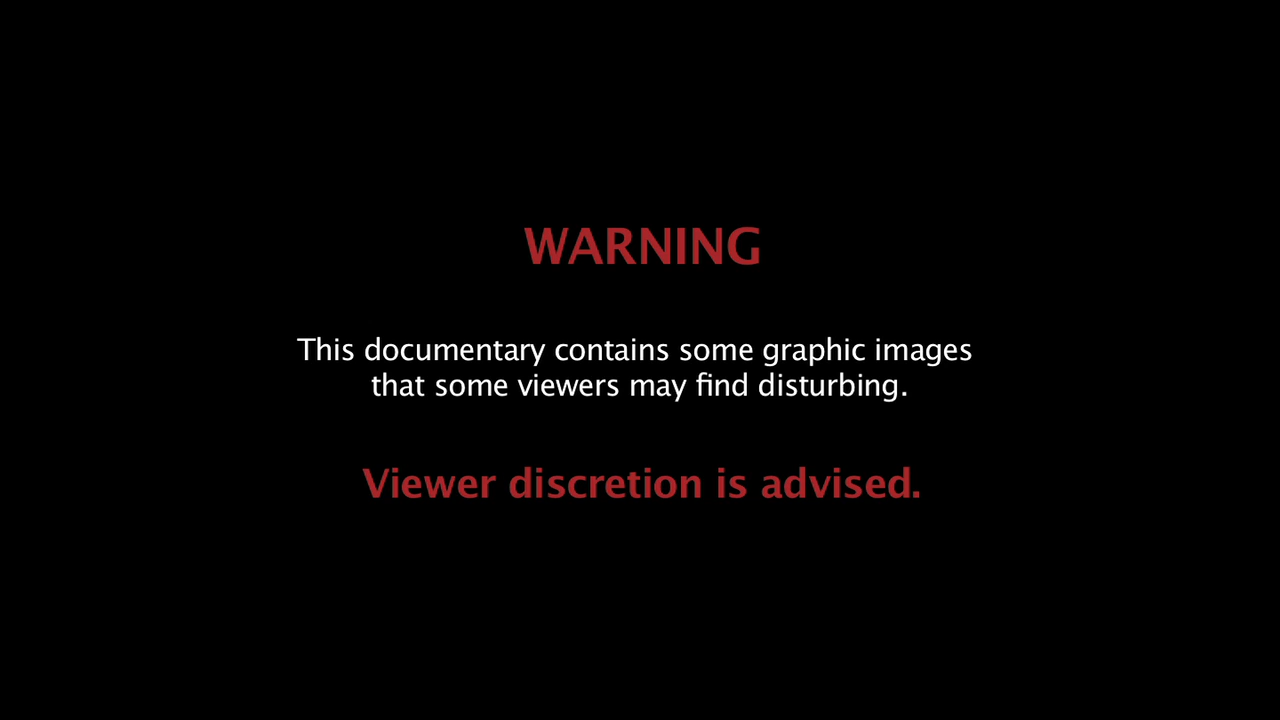 WARNING
This documentary contains some graphic images
that some viewers may find disturbing.
Viewer discretion is advised.